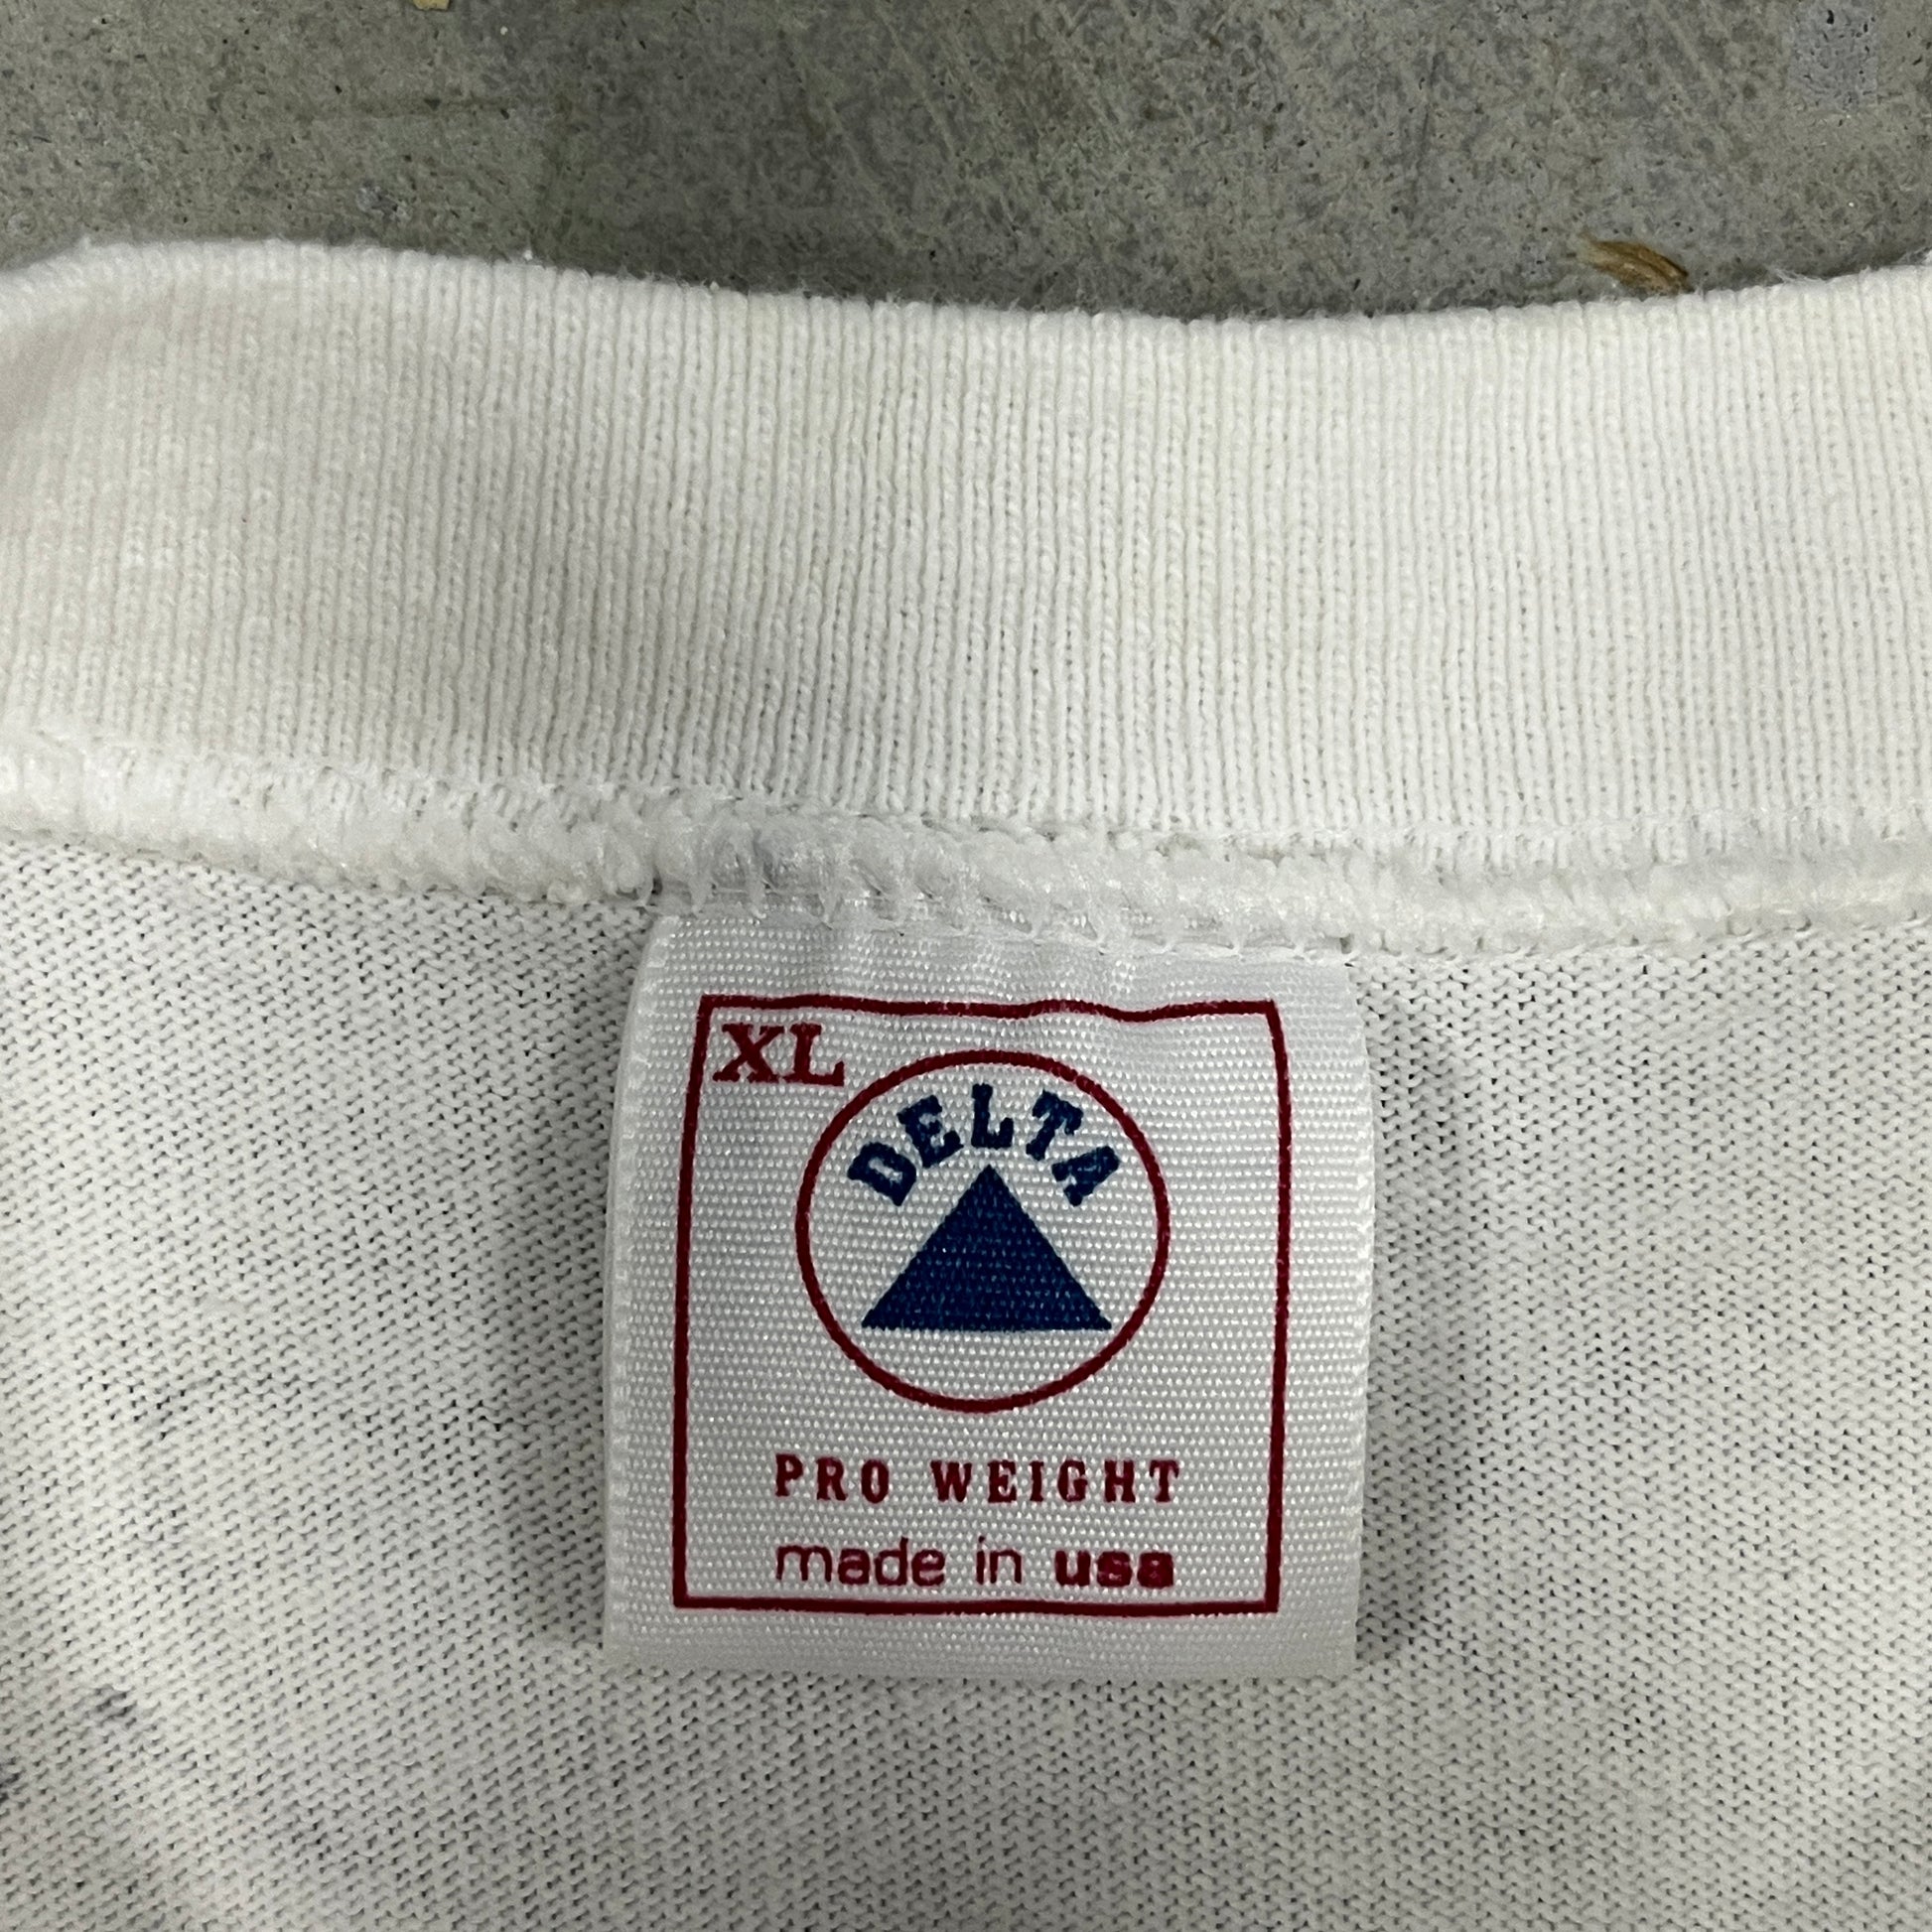 XL
DELTA
PRO WEIGHT
made in usa